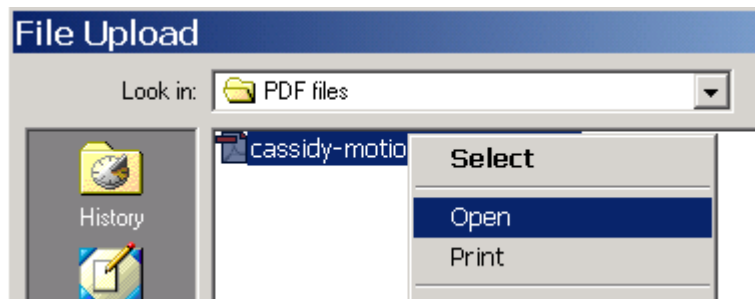 File Upload
Look in: PDF files
cassidy-motio
Select
History
Open
Print